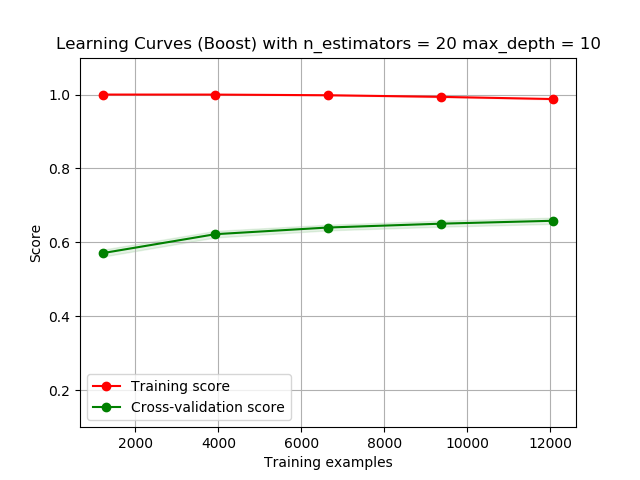 Learning Curves (Boost) with n_estimators = 20 max_depth = 10
1.0
0.8
0.6
0.4
0.2
Score
Training score
Cross-validation score
2000 4000 6000 8000 10000 12000
Training examples